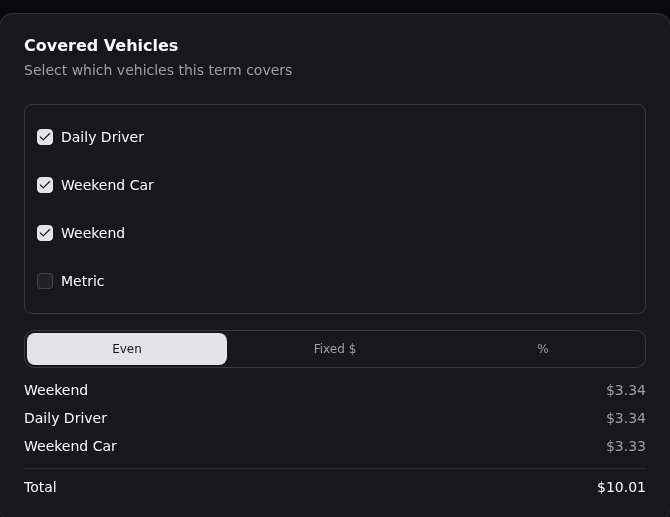 Covered Vehicles
Select which vehicles this term covers
Daily Driver
Weekend Car
Weekend
Metric
Even Fixed $ %
Weekend $3.34
Daily Driver $3.34
Weekend Car $3.33
Total $10.01